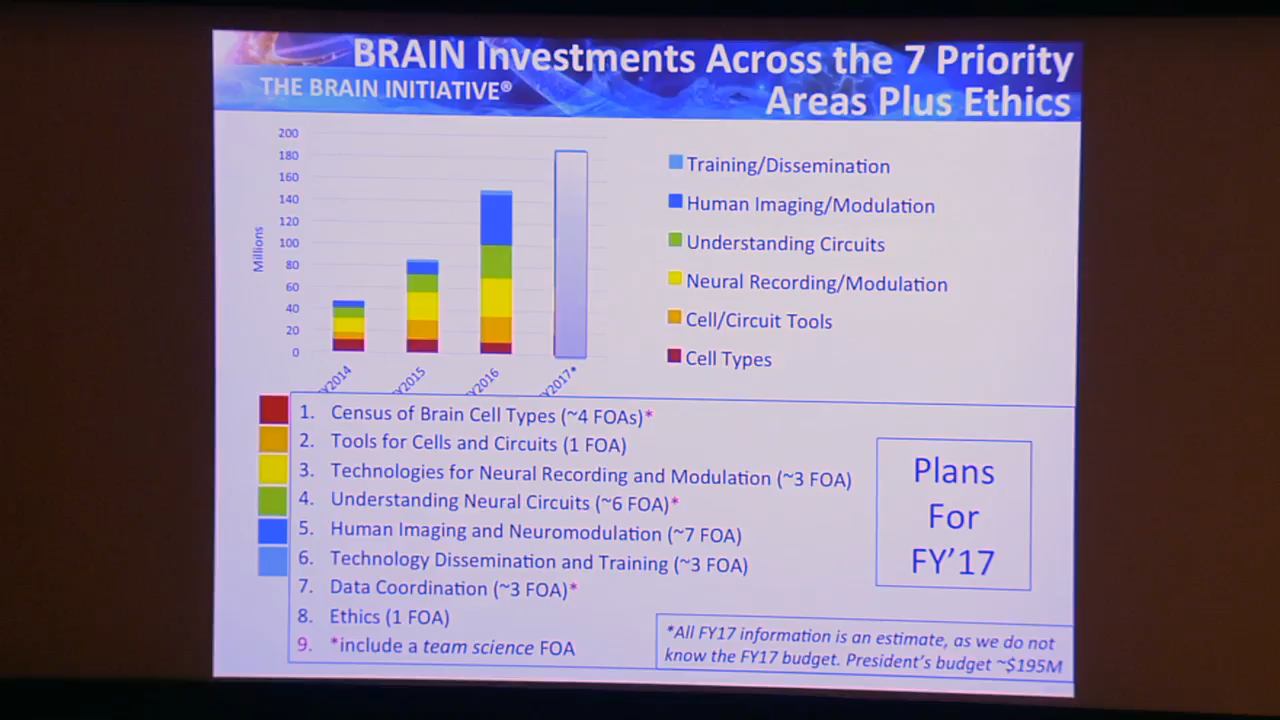 BRAIN Investments Across the 7 Priority
Areas Plus Ethics
THE BRAIN INITIATIVE®
200
180
160
140
120
100
80
60
40
20
0
Millions
Y2014
Y2015
Y2016
Y2017*
Training/Dissemination
Human Imaging/Modulation
Understanding Circuits
Neural Recording/Modulation
Cell/Circuit Tools
Cell Types
1. Census of Brain Cell Types (~4 FOAs)*
2. Tools for Cells and Circuits (1 FOA)
3. Technologies for Neural Recording and Modulation (~3 FOA)
4. Understanding Neural Circuits (~6 FOA)*
5. Human Imaging and Neuromodulation (~7 FOA)
6. Technology Dissemination and Training (~3 FOA)
7. Data Coordination (~3 FOA)*
8. Ethics (1 FOA)
9. *include a team science FOA
Plans
For
FY'17
*All FY17 information is an estimate, as we do not
know the FY17 budget. President's budget ~$195M